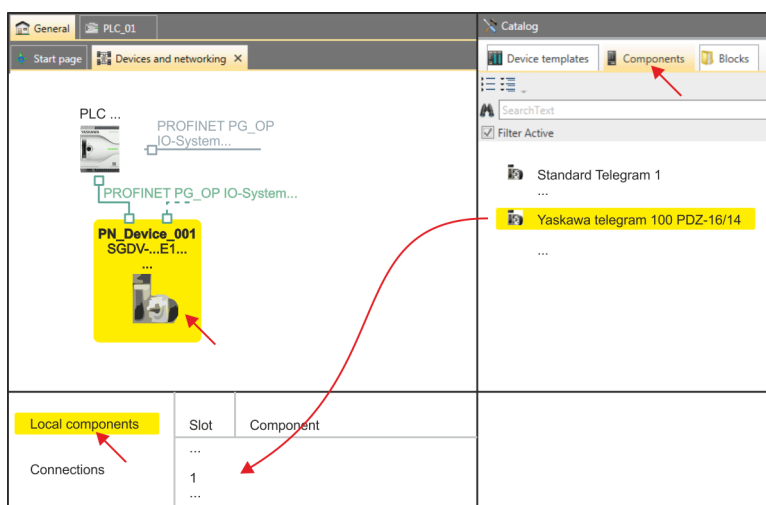 General
PLC_01
Start page
Devices and networking
PLC ...
PROFINET PG_OP
IO-System...
PROFINET PG_OP IO-System...
PN_Device_001
SGDV-...E1...
...
Local components
Connections
Slot
Component
...
1
...
Catalog
Device templates
Components
Blocks
SearchText
Filter Active
Standard Telegram 1
...
Yaskawa telegram 100 PDZ-16/14
...